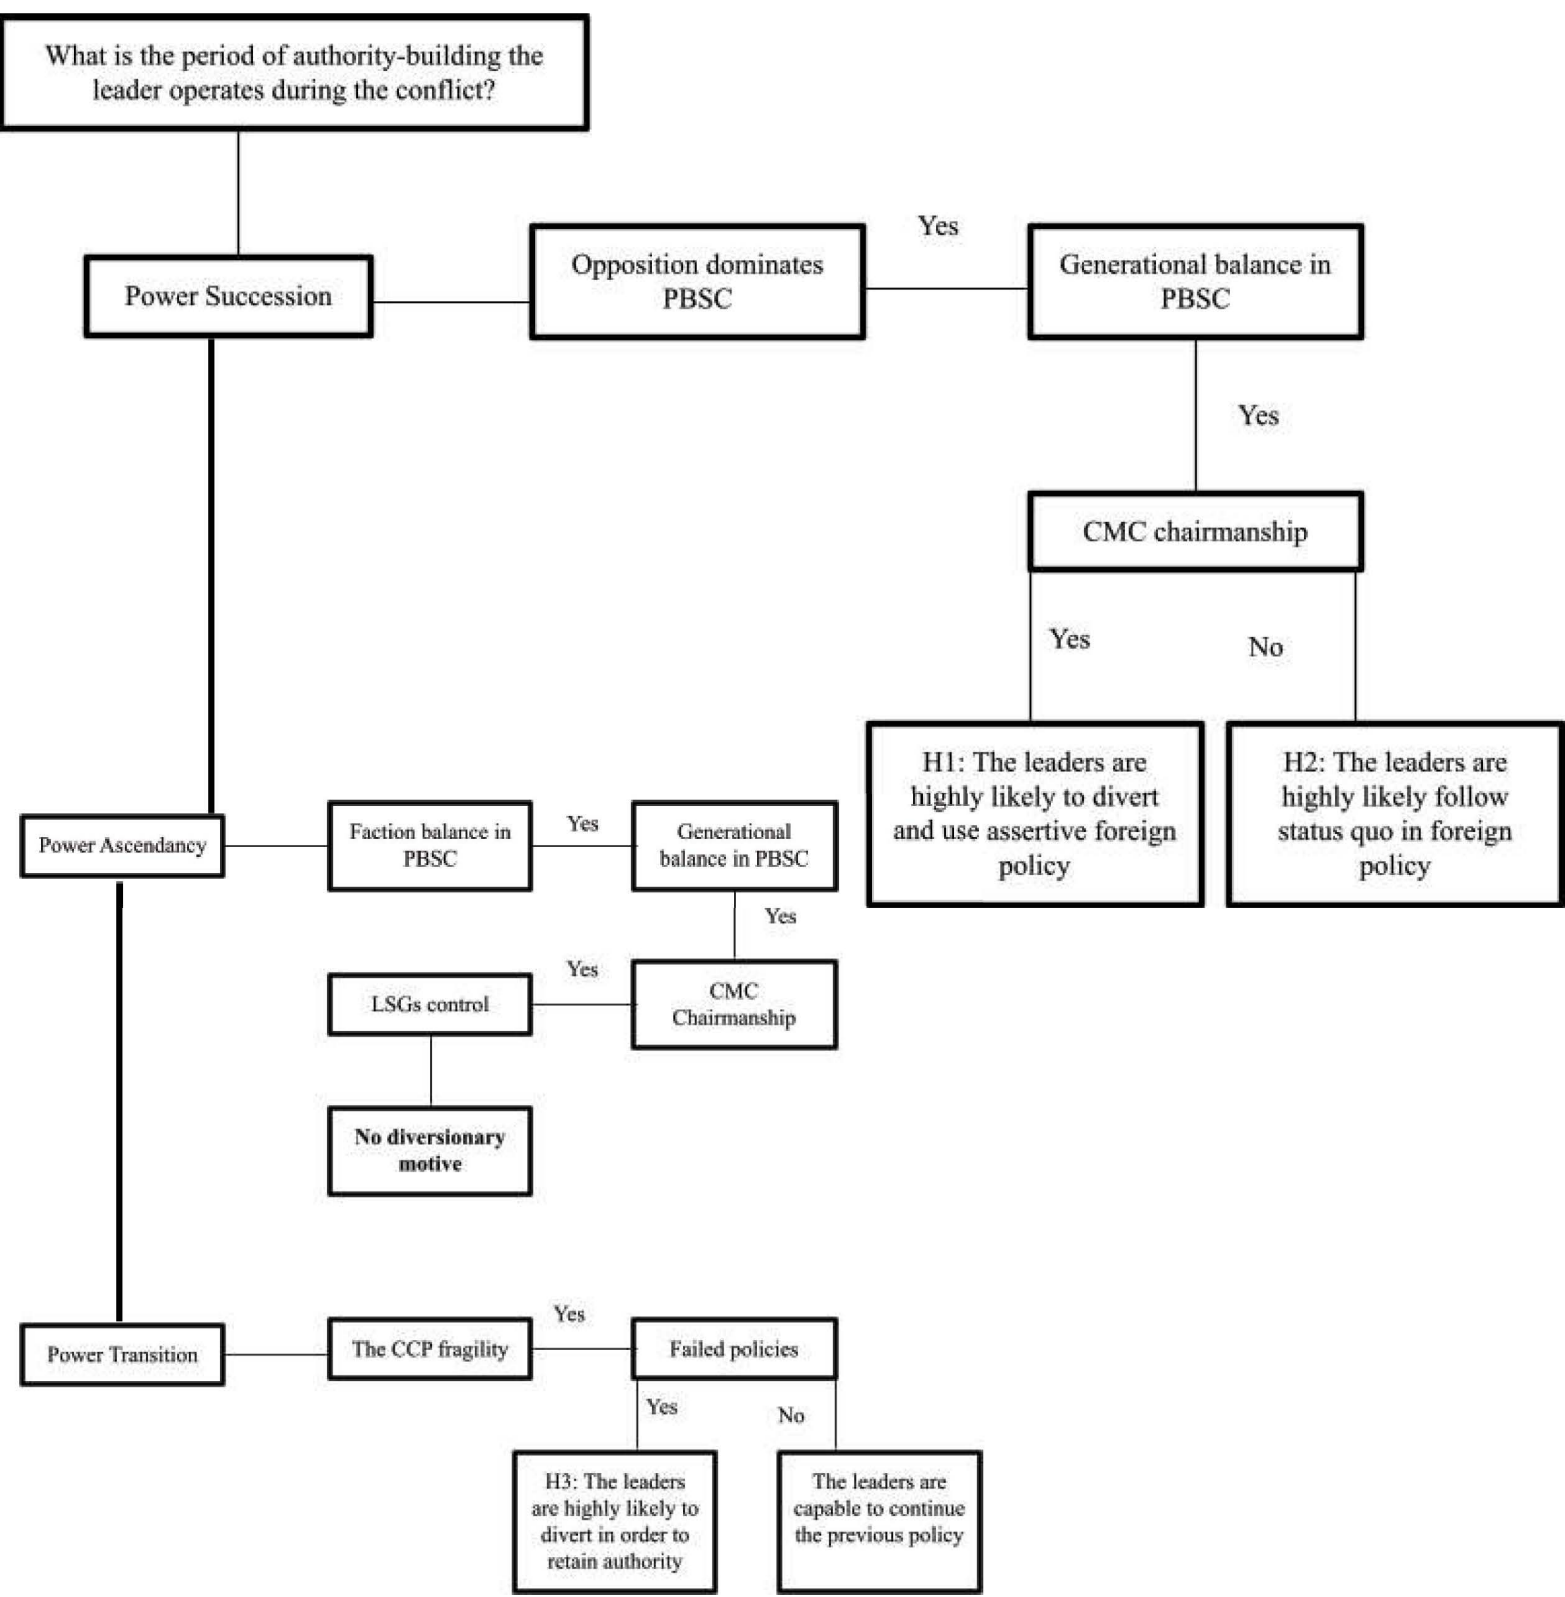 What is the period of authority-building the
leader operates during the conflict?
Power Succession
Opposition dominates
PBSC
Yes
Generational balance in
PBSC
Yes
CMC chairmanship
Yes
No
H1: The leaders are
highly likely to divert
and use assertive foreign
policy
H2: The leaders are
highly likely follow
status quo in foreign
policy
Power Ascendancy
Faction balance in
PBSC
Yes
Generational
balance in PBSC
Yes
CMC
Chairmanship
Yes
LSGs control
No diversionary
motive
Power Transition
The CCP fragility
Yes
Failed policies
Yes
No
H3: The leaders
are highly likely to
divert in order to
retain authority
The leaders are
capable to continue
the previous policy